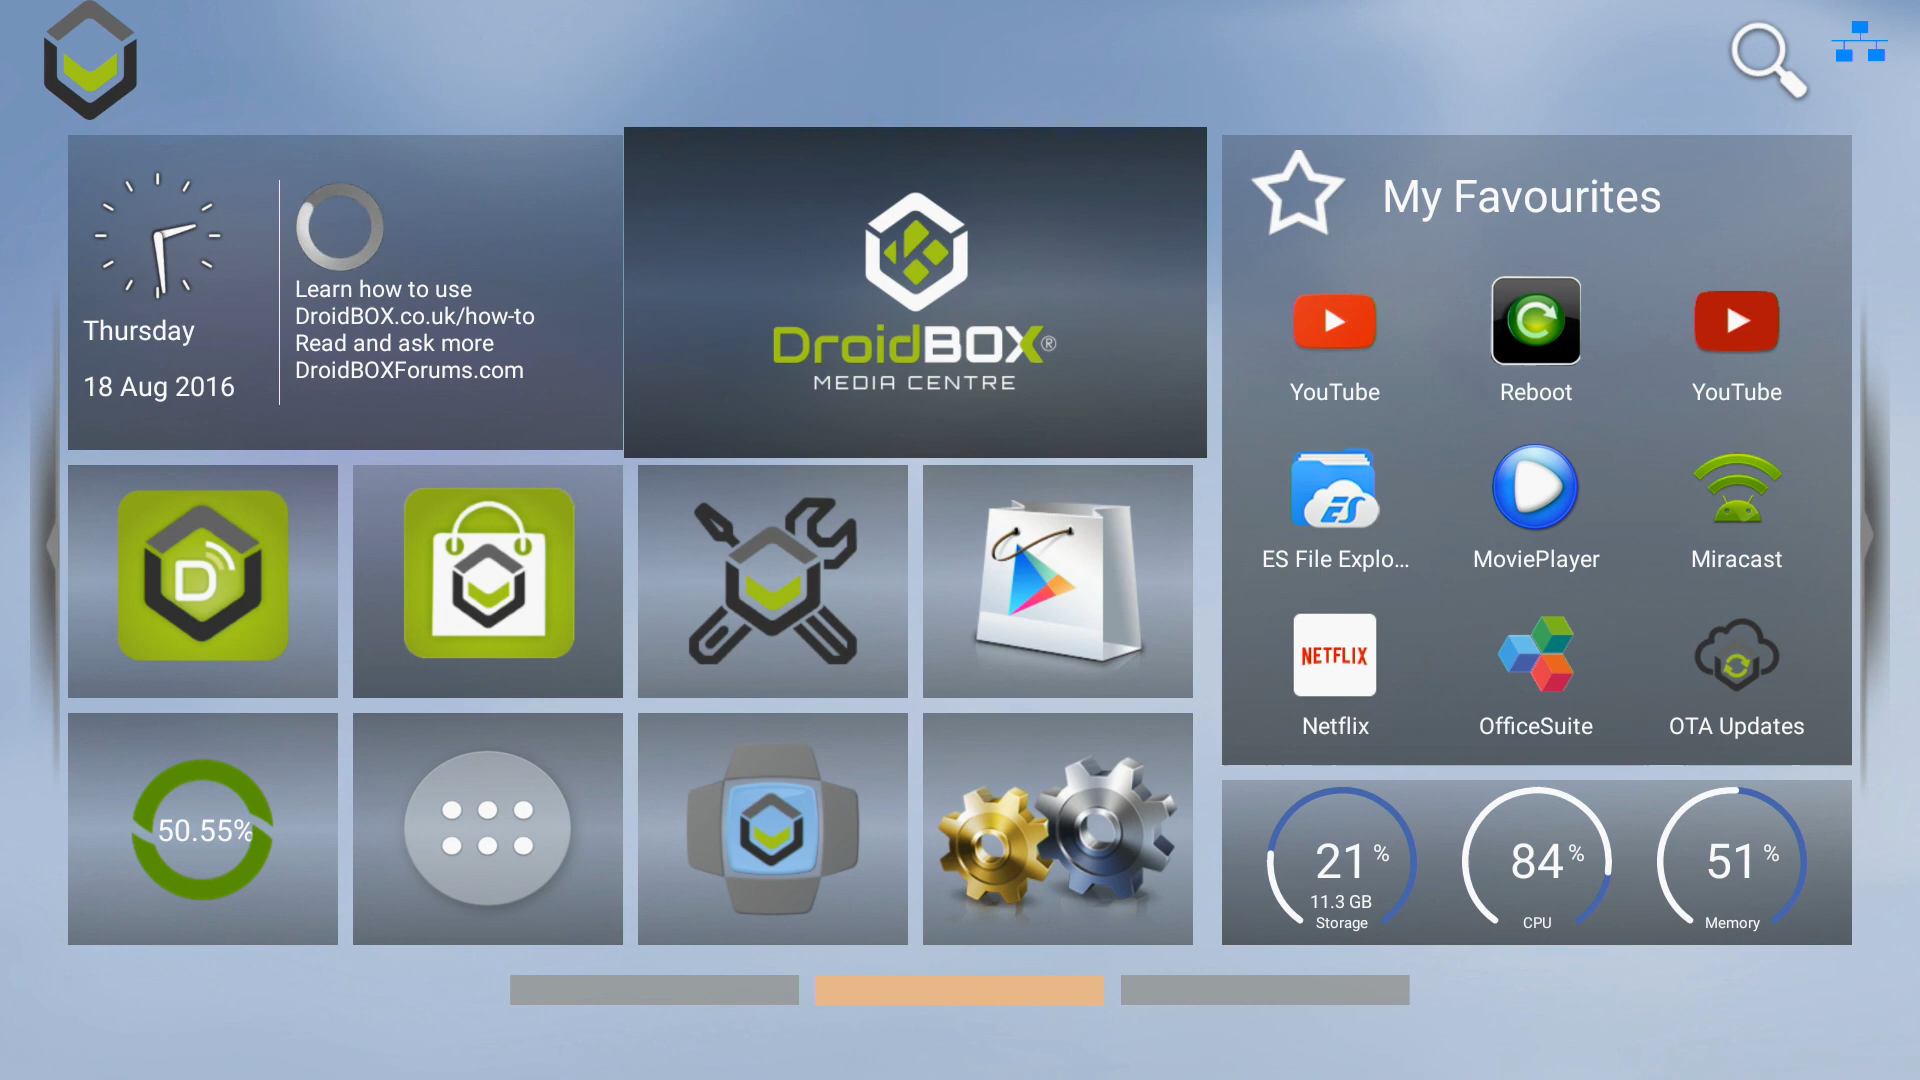 Thursday
18 Aug 2016
Learn how to use
DroidBOX.co.uk/how-to
Read and ask more
DroidBOXForums.com
DroidBOX®
MEDIA CENTRE
My Favourites
YouTube
Reboot
YouTube
ES
ES File Explo...
MoviePlayer
Miracast
NETFLIX
Netflix
OfficeSuite
OTA Updates
D
50.55%
21 %
11.3 GB
Storage
84 %
CPU
51 %
Memory